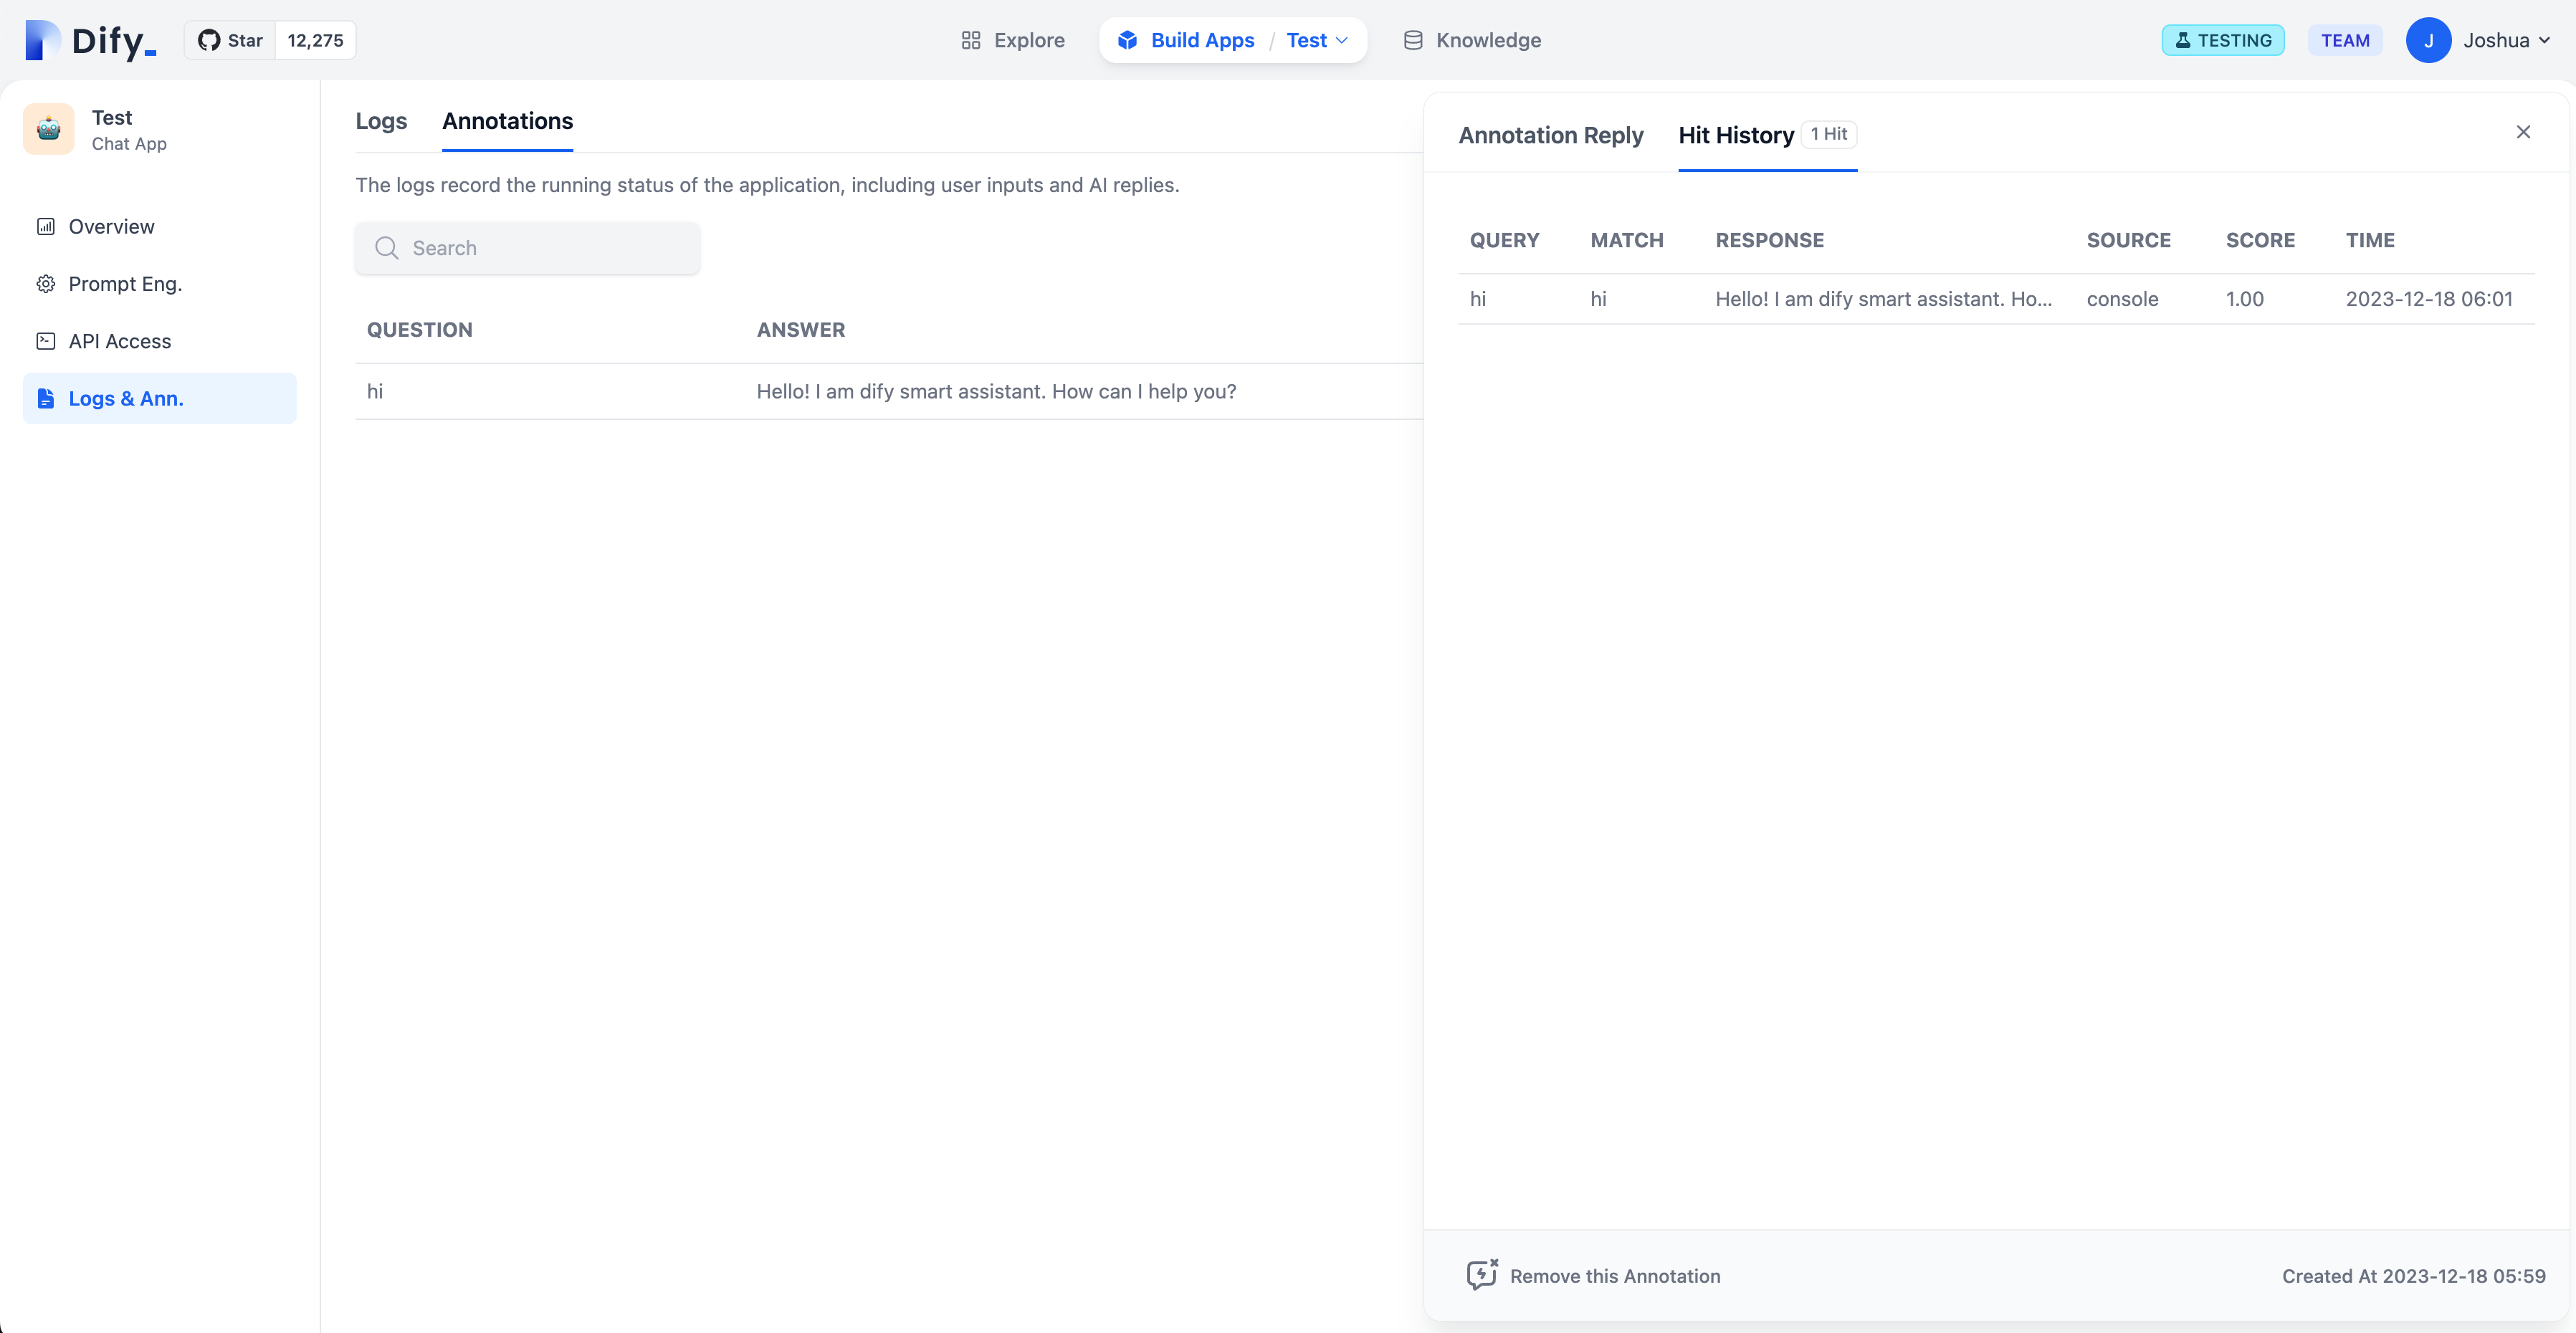 Dify_
Star 12,275
Explore
Build Apps / Test
Knowledge
TESTING
TEAM
J
Joshua
Test
Chat App
Overview
Prompt Eng.
API Access
Logs & Ann.
Logs Annotations
The logs record the running status of the application, including user inputs and AI replies.
Search
QUESTION ANSWER
hi Hello! I am dify smart assistant. How can I help you?
Annotation Reply Hit History 1 Hit
QUERY MATCH RESPONSE SOURCE SCORE TIME
hi hi Hello! I am dify smart assistant. Ho... console 1.00 2023-12-18 06:01
Remove this Annotation
Created At 2023-12-18 05:59